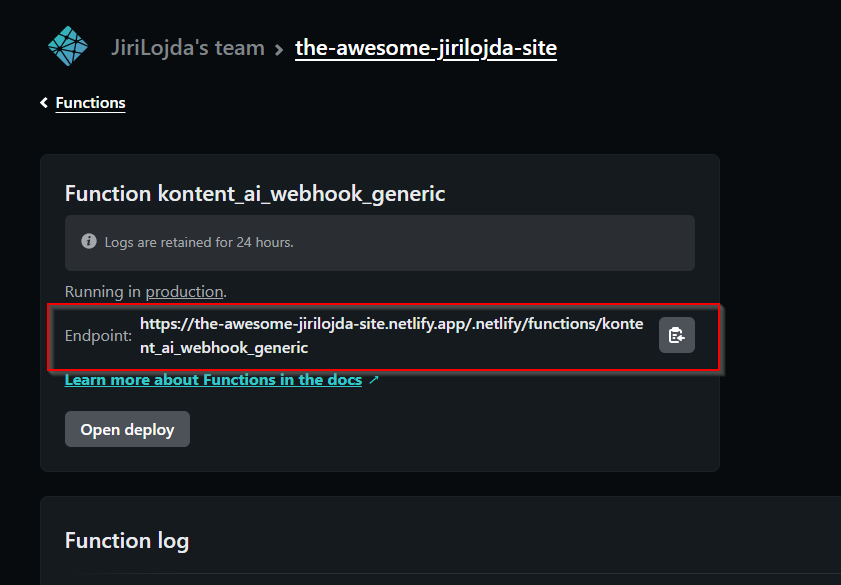 JiriLojda's team › the-awesome-jirilojda-site
Functions
Function kontent_ai_webhook_generic
Logs are retained for 24 hours.
Running in production.
Endpoint: https://the-awesome-jirilojda-site.netlify.app/.netlify/functions/konte
nt_ai_webhook_generic
Learn more about Functions in the docs ↗
Open deploy
Function log